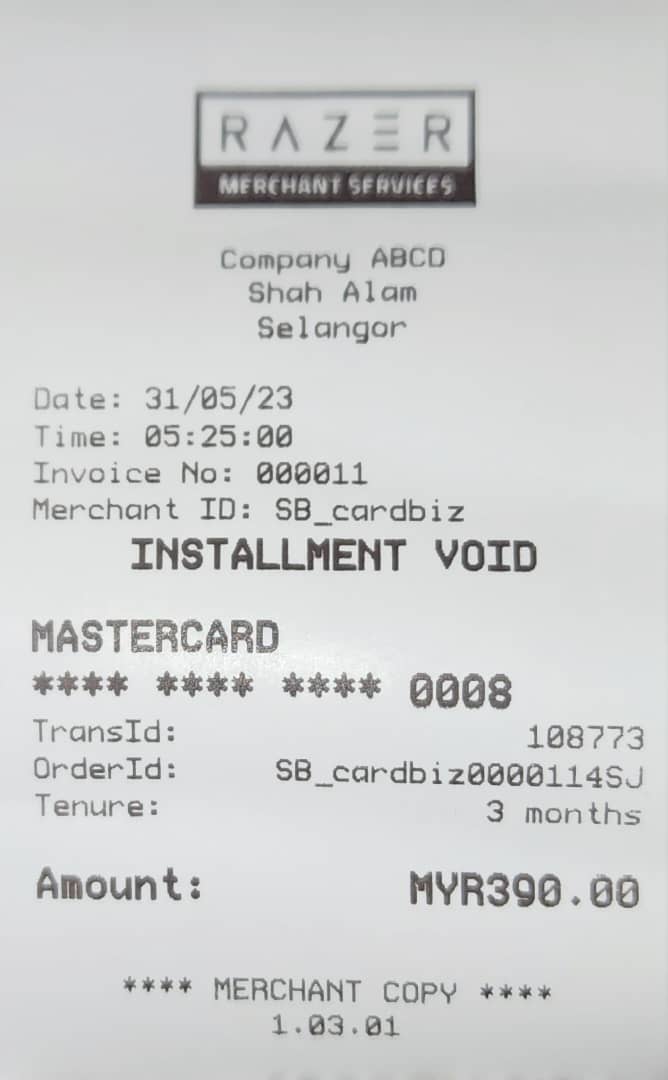 RAZER
MERCHANT SERVICES
Company ABCD
Shah Alam
Selangor
Date: 31/05/23
Time: 05:25:00
Invoice No: 000011
Merchant ID: SB_cardbiz
INSTALLMENT VOID
MASTERCARD
**** **** **** 0008
TransId: 108773
OrderId: SB_cardbiz0000114SJ
Tenure: 3 months
Amount: MYR390.00
**** MERCHANT COPY ****
1.03.01